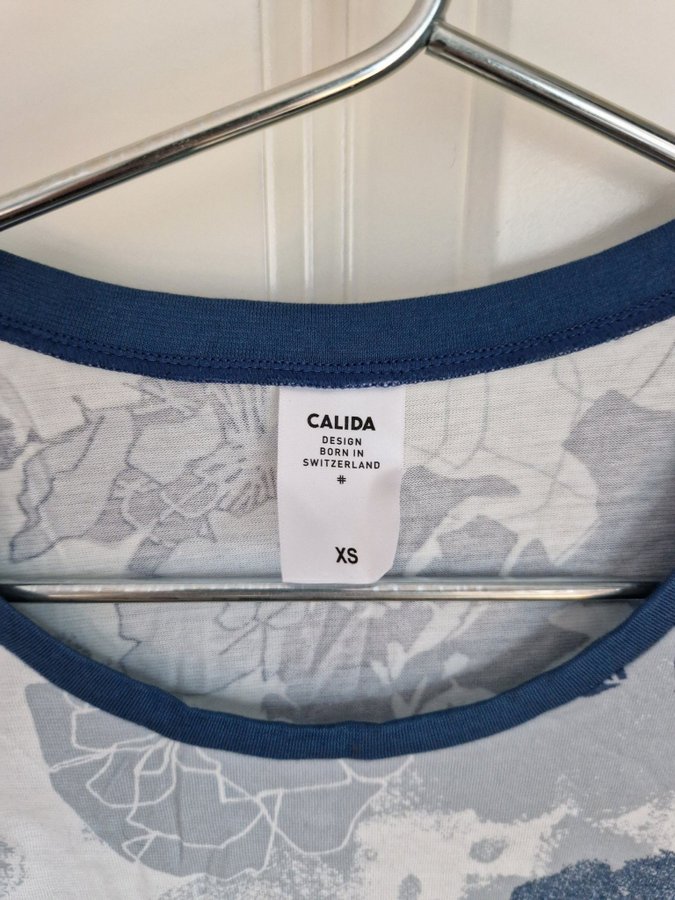 CALIDA
DESIGN
BORN IN
SWITZERLAND
#
XS